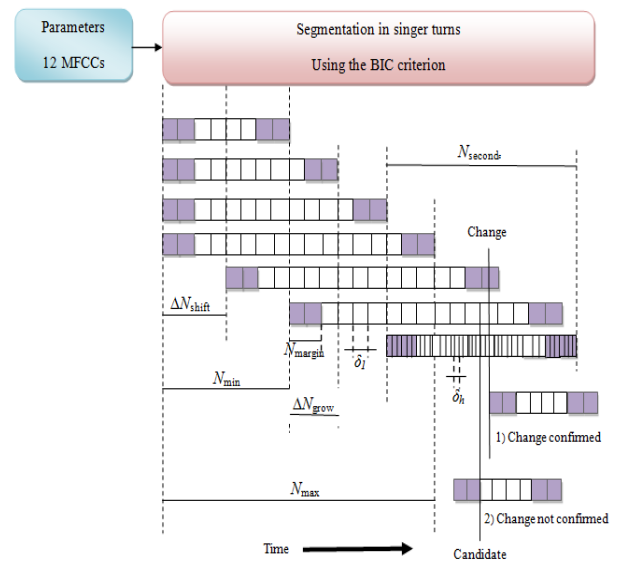 Parameters
12 MFCCs
Segmentation in singer turns
Using the BIC criterion
Nseconds
Change
ΔNshift
Nmargin
δl
Nmin
δh
ΔNgrow
1) Change confirmed
Nmax
2) Change not confirmed
Time
Candidate